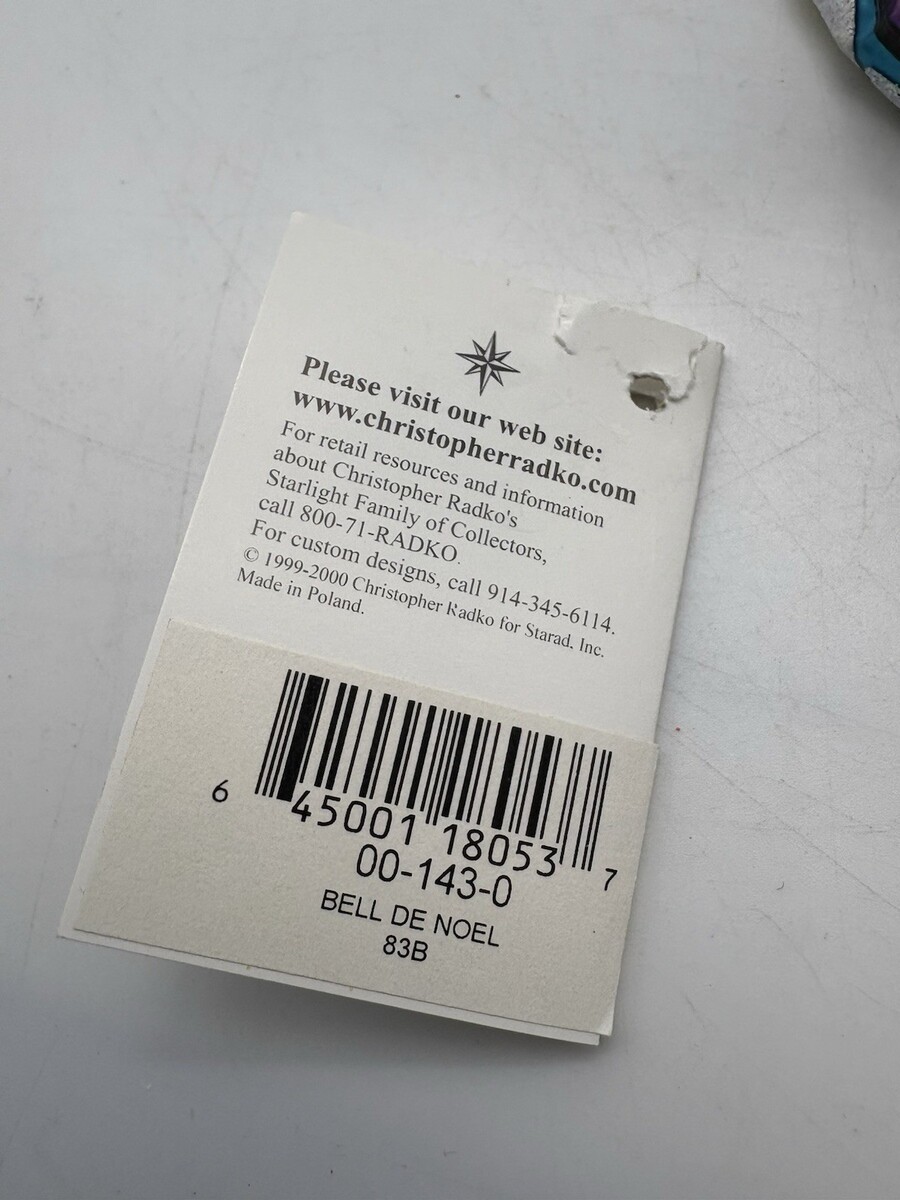 Please visit our web site:
www.christopherradko.com
For retail resources and information
about Christopher Radko's
Starlight Family of Collectors,
call 800-71-RADKO.
For custom designs, call 914-345-6114.
© 1999-2000 Christopher Radko for Starad, Inc.
Made in Poland.
6 45001 18053 7
00-143-0
BELL DE NOEL
83B